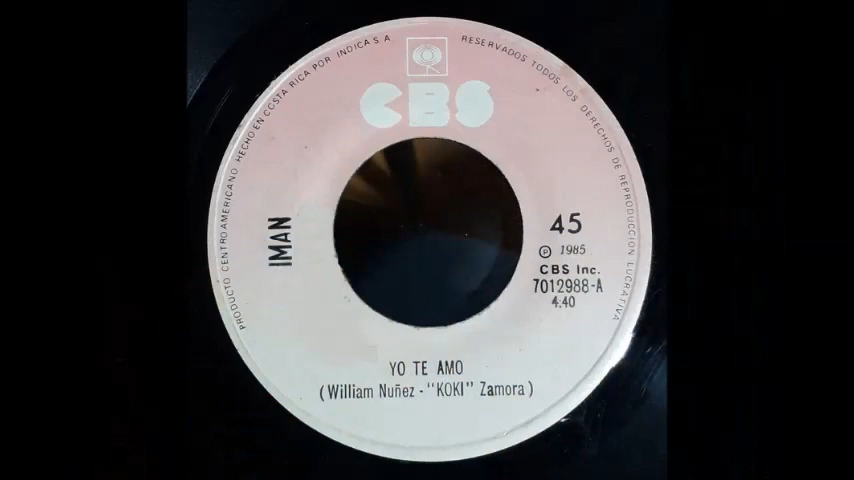 PRODUCTO CENTROAMERICANO HECHO EN COSTA RICA POR INDICA S A
RESERVADOS TODOS LOS DERECHOS DE REPRODUCCION LUCRATIVA
CBS
IMAN
45
℗ 1985
CBS Inc.
7012988-A
4:40
YO TE AMO
(William Nuñez - "KOKI" Zamora)